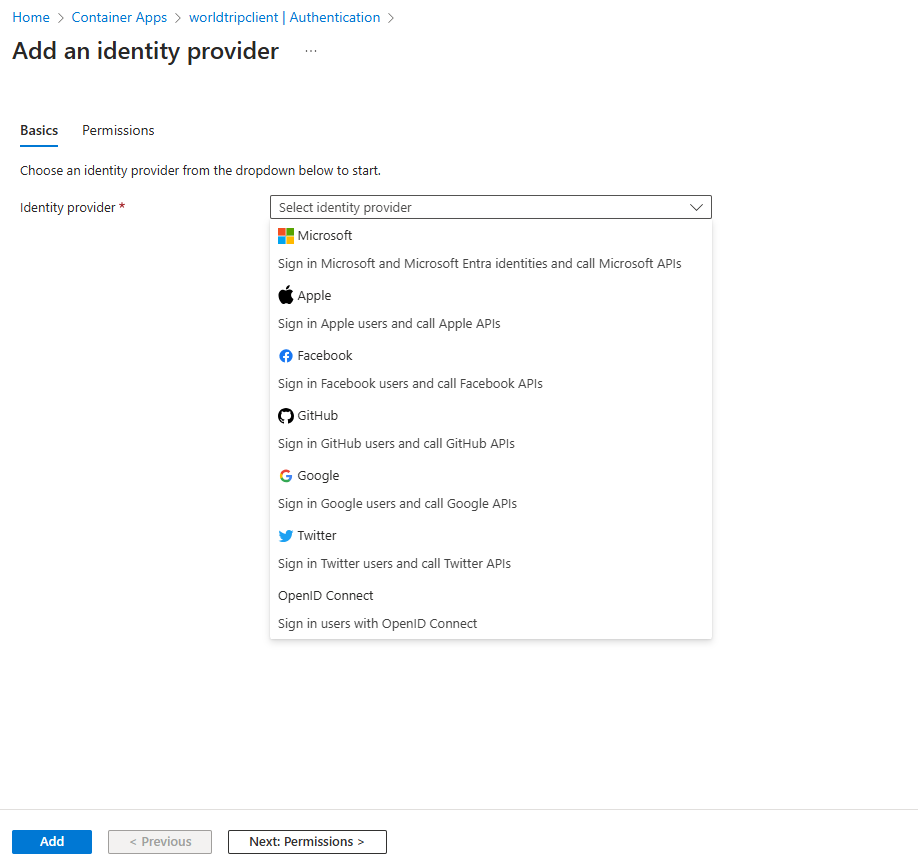 Home > Container Apps > worldtripclient | Authentication >
Add an identity provider ...
Basics Permissions
Choose an identity provider from the dropdown below to start.
Identity provider * Select identity provider
Microsoft
Sign in Microsoft and Microsoft Entra identities and call Microsoft APIs
Apple
Sign in Apple users and call Apple APIs
Facebook
Sign in Facebook users and call Facebook APIs
GitHub
Sign in GitHub users and call GitHub APIs
Google
Sign in Google users and call Google APIs
Twitter
Sign in Twitter users and call Twitter APIs
OpenID Connect
Sign in users with OpenID Connect
Add < Previous Next: Permissions >